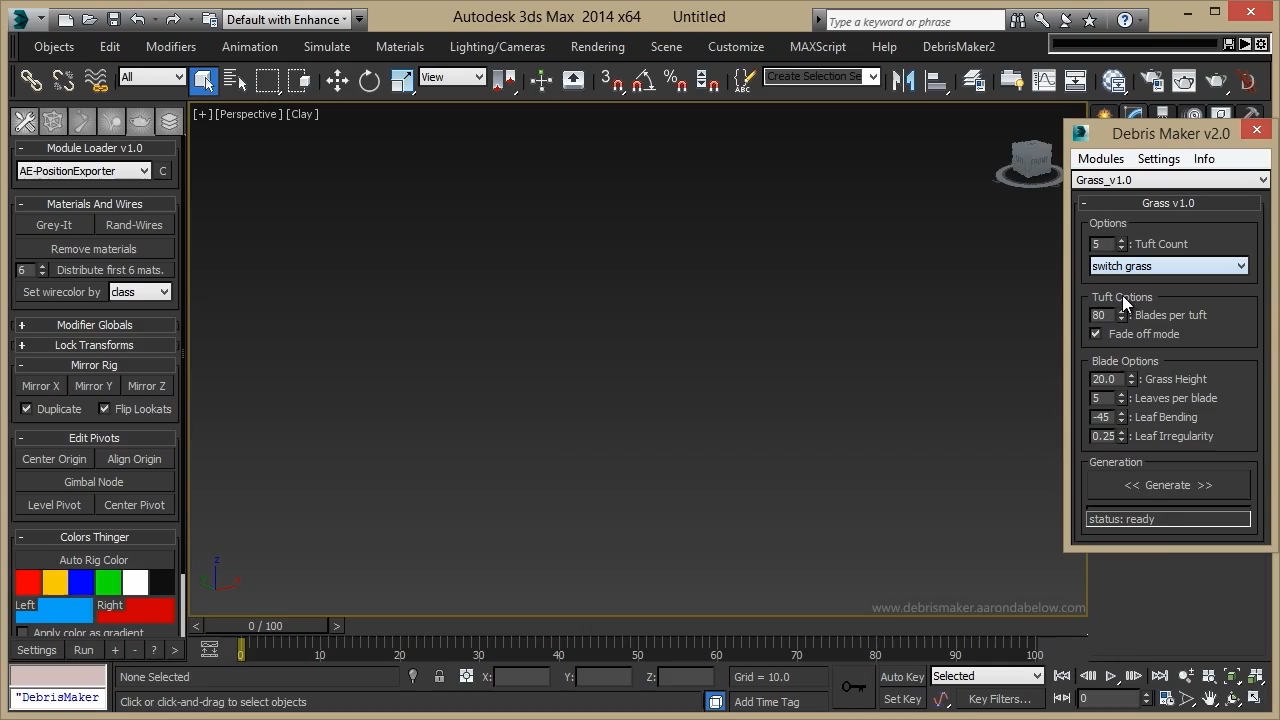 Default with Enhance
Autodesk 3ds Max 2014 x64 Untitled
Type a keyword or phrase
Objects Edit Modifiers Animation Simulate Materials Lighting/Cameras Rendering Scene Customize MAXScript Help DebrisMaker2
All
View
3
%
ABC
Create Selection Se
[+] [Perspective] [Clay]
- Module Loader v1.0
AE-PositionExporter C
- Materials And Wires
Grey-It Rand-Wires
Remove materials
6 Distribute first 6 mats.
Set wirecolor by class
+ Modifier Globals
+ Lock Transforms
- Mirror Rig
Mirror X Mirror Y Mirror Z
Duplicate Flip Lookats
- Edit Pivots
Center Origin Align Origin
Gimbal Node
Level Pivot Center Pivot
- Colors Thinger
Auto Rig Color
Left Right
Apply color as gradient
Settings Run + - ? >
Debris Maker v2.0
Modules Settings Info
Grass_v1.0
- Grass v1.0
Options
5 : Tuft Count
switch grass
Tuft Options
80 : Blades per tuft
Fade off mode
Blade Options
20.0 : Grass Height
5 : Leaves per blade
-45 : Leaf Bending
0.25 : Leaf Irregularity
Generation
<< Generate >>
status: ready
z
www.debrismaker.aarondabelow.com
< 0 / 100 >
0 10 20 30 40 50 60 70 80 90 100
None Selected X: Y: Z: Grid = 10.0 Auto Key Selected
"DebrisMaker Click or click-and-drag to select objects Add Time Tag Set Key Key Filters... 0